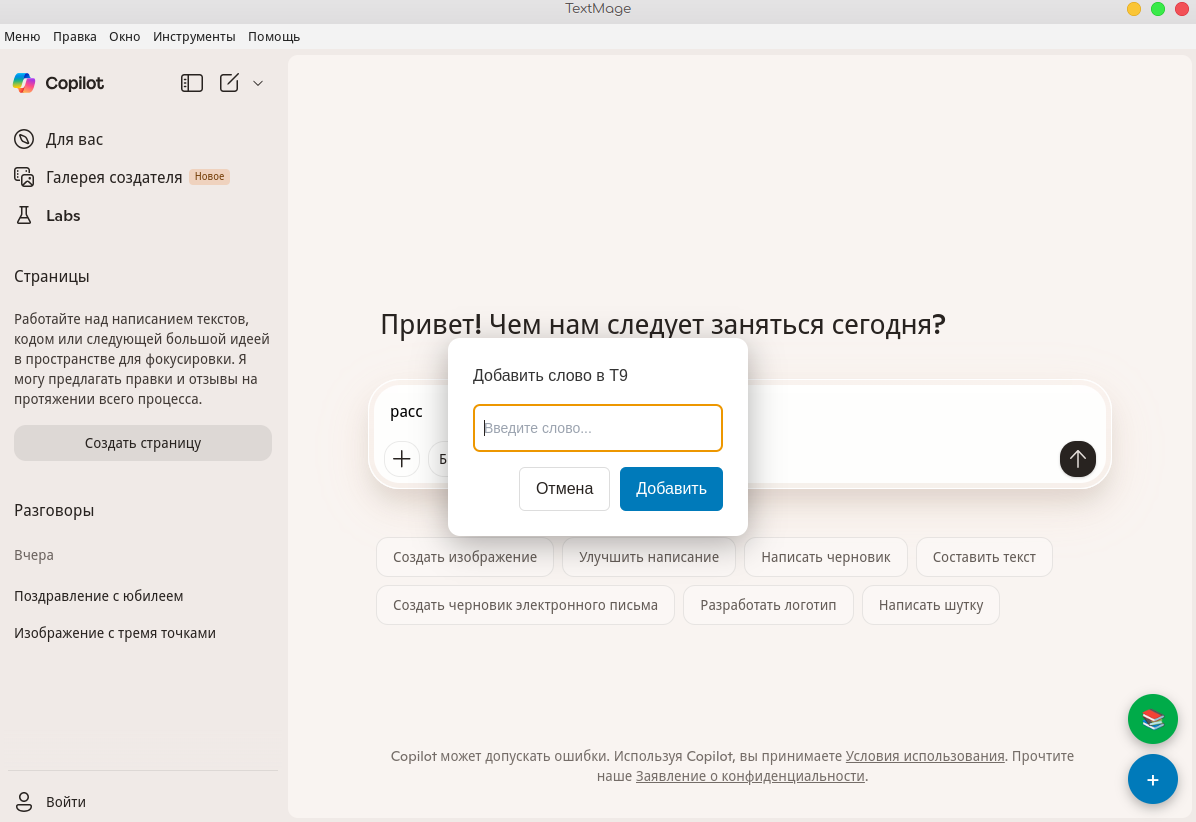 TextMage
Меню Правка Окно Инструменты Помощь
Copilot
Для вас
Галерея создателя Новое
Labs
Страницы
Работайте над написанием текстов,
кодом или следующей большой идеей
в пространстве для фокусировки. Я
могу предлагать правки и отзывы на
протяжении всего процесса.
Создать страницу
Разговоры
Вчера
Поздравление с юбилеем
Изображение с тремя точками
Войти
Привет! Чем нам следует заняться сегодня?
расс
Б
Добавить слово в Т9
Введите слово...
Отмена Добавить
Создать изображение Улучшить написание Написать черновик Составить текст
Создать черновик электронного письма Разработать логотип Написать шутку
Copilot может допускать ошибки. Используя Copilot, вы принимаете Условия использования. Прочтите
наше Заявление о конфиденциальности.
+